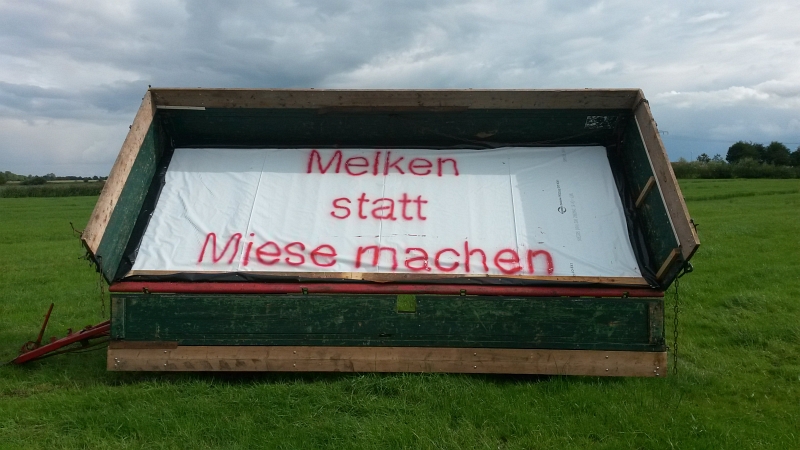 Melken
statt
Miese machen